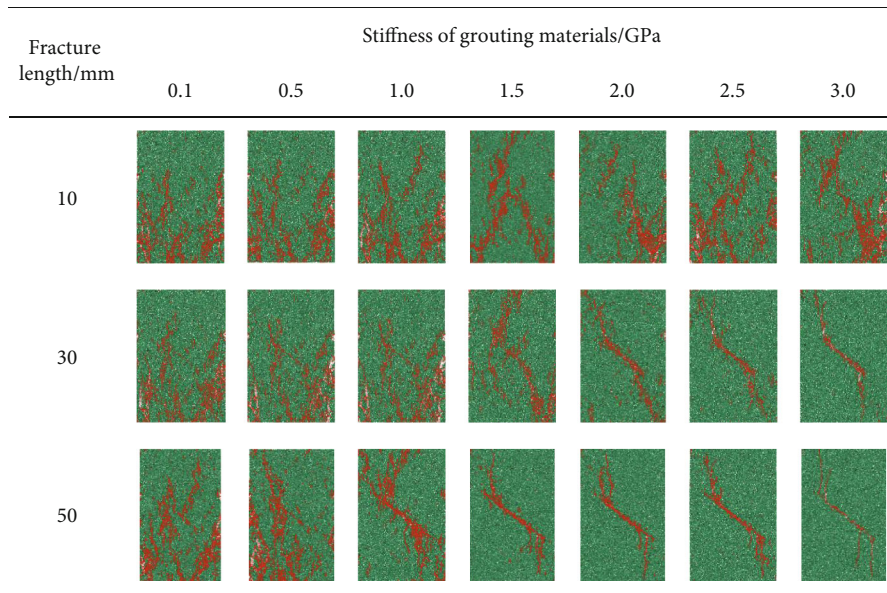 Fracture
length/mm
Stiffness of grouting materials/GPa
0.1 0.5 1.0 1.5 2.0 2.5 3.0
10
30
50